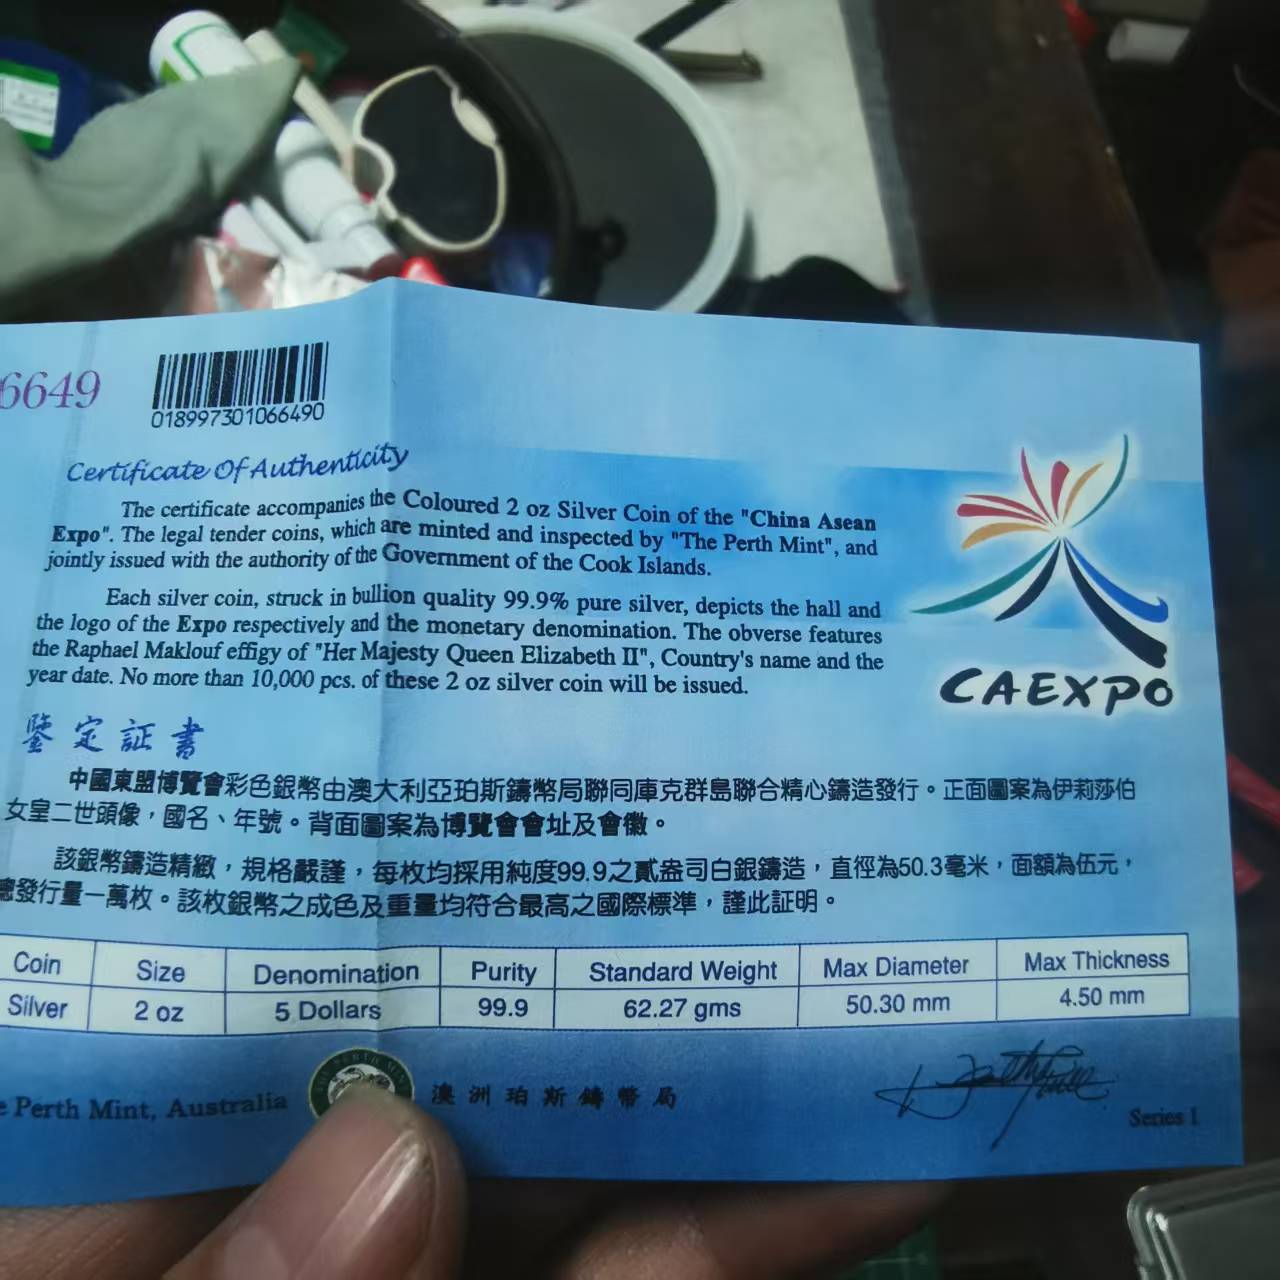 6649
018997301066490
Certificate Of Authenticity
The certificate accompanies the Coloured 2 oz Silver Coin of the "China Asean
Expo". The legal tender coins, which are minted and inspected by "The Perth Mint", and
jointly issued with the authority of the Government of the Cook Islands.
Each silver coin, struck in bullion quality 99.9% pure silver, depicts the hall and
the logo of the Expo respectively and the monetary denomination. The obverse features
the Raphael Maklouf effigy of "Her Majesty Queen Elizabeth II", Country's name and the
year date. No more than 10,000 pcs. of these 2 oz silver coin will be issued.
CAEXPO
鑒定証書
中國東盟博覽會彩色銀幣由澳大利亞珀斯鑄幣局聯同庫克群島聯合精心鑄造發行。正面圖案為伊莉莎伯
女皇二世頭像，國名、年號。背面圖案為博覽會會址及會徽。
該銀幣鑄造精緻，規格嚴謹，每枚均採用純度99.9之貳盎司白銀鑄造，直徑為50.3毫米，面額為伍元，
總發行量一萬枚。該枚銀幣之成色及重量均符合最高之國際標準，謹此証明。
Coin Size Denomination Purity Standard Weight Max Diameter Max Thickness
Silver 2 oz 5 Dollars 99.9 62.27 gms 50.30 mm 4.50 mm
e Perth Mint, Australia
澳洲珀斯鑄幣局
Series I